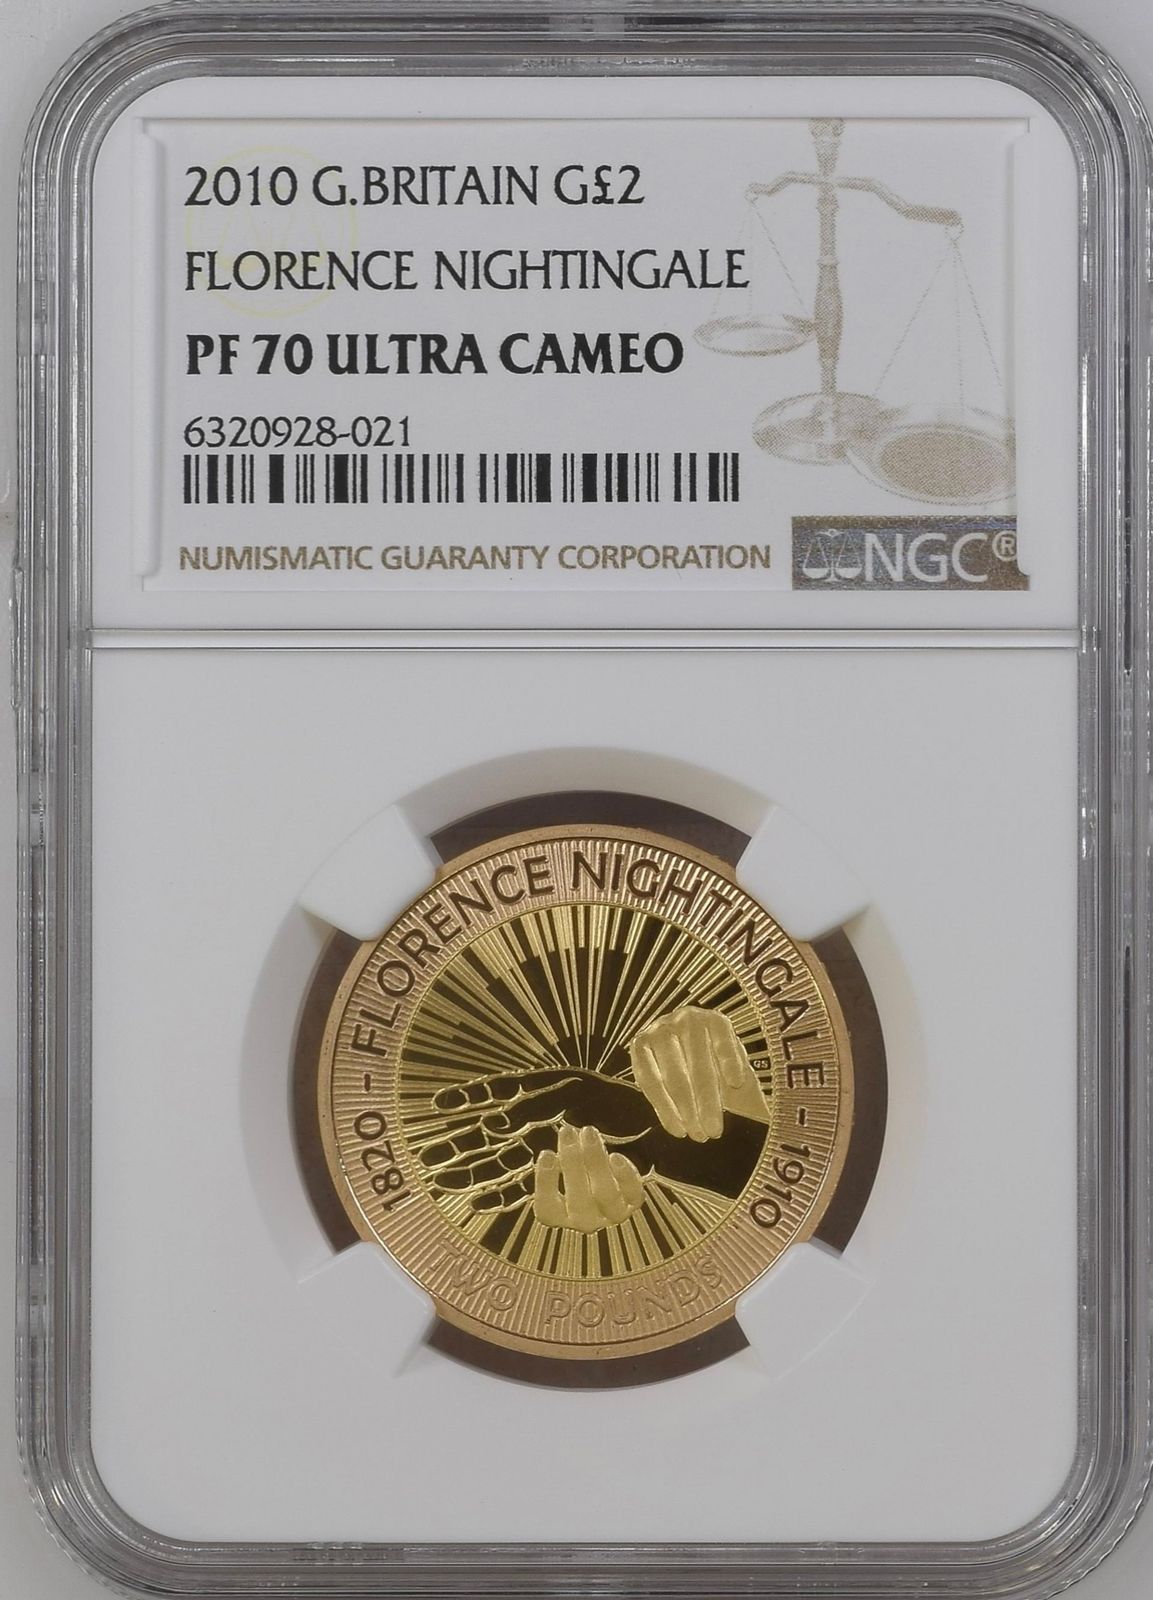 2010 G.BRITAIN G£2
FLORENCE NIGHTINGALE
PF 70 ULTRA CAMEO
6320928-021
NUMISMATIC GUARANTY CORPORATION
NGC®
1820 - FLORENCE NIGHTINGALE - 1910
GS
TWO POUNDS